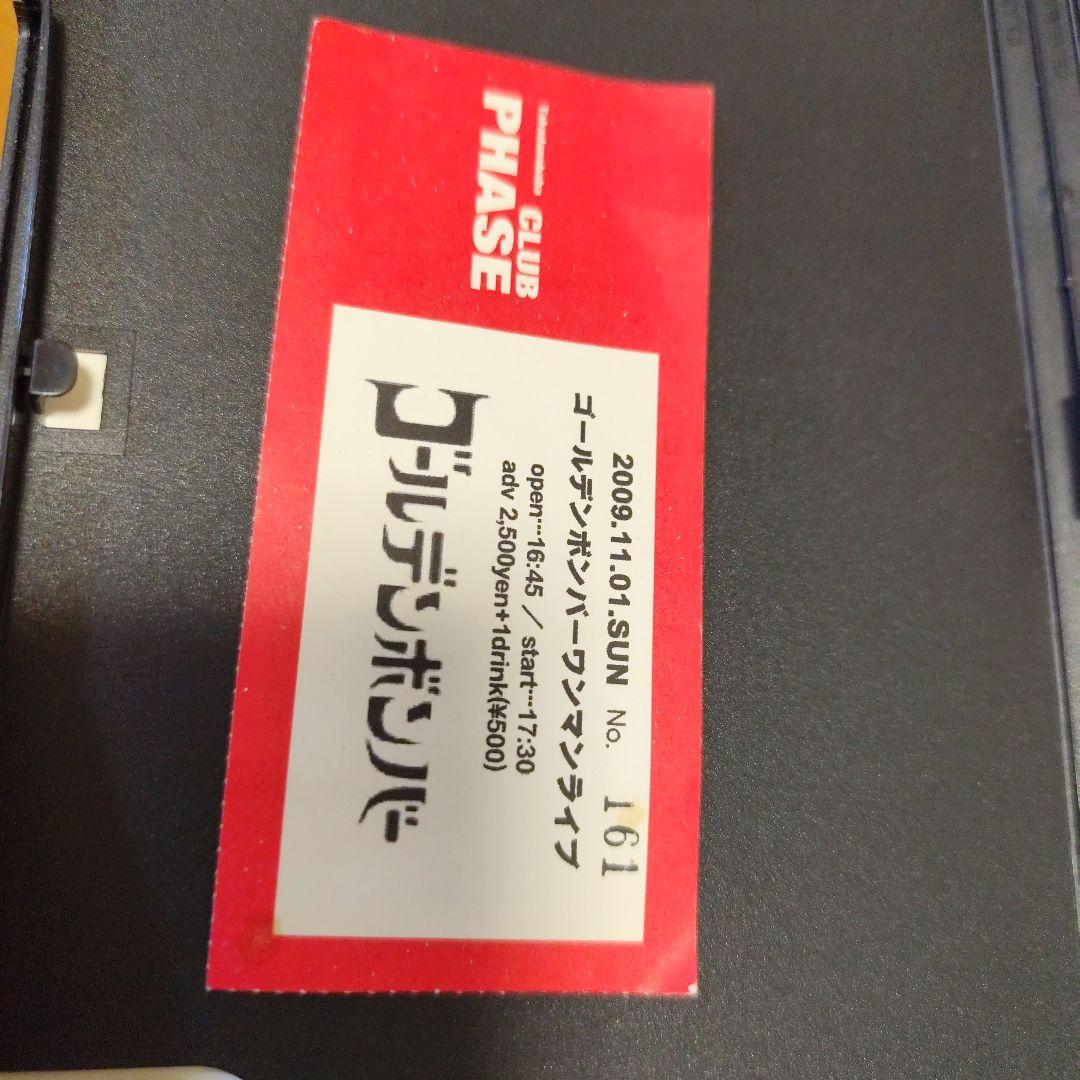 Takadanobaba
CLUB
PHASE
2009.11.01.SUN No. 161
ゴールデンボンバーワンマンライブ
open…16:45 / start…17:30
adv 2,500yen+1drink(¥500)
ゴールデンボンバー